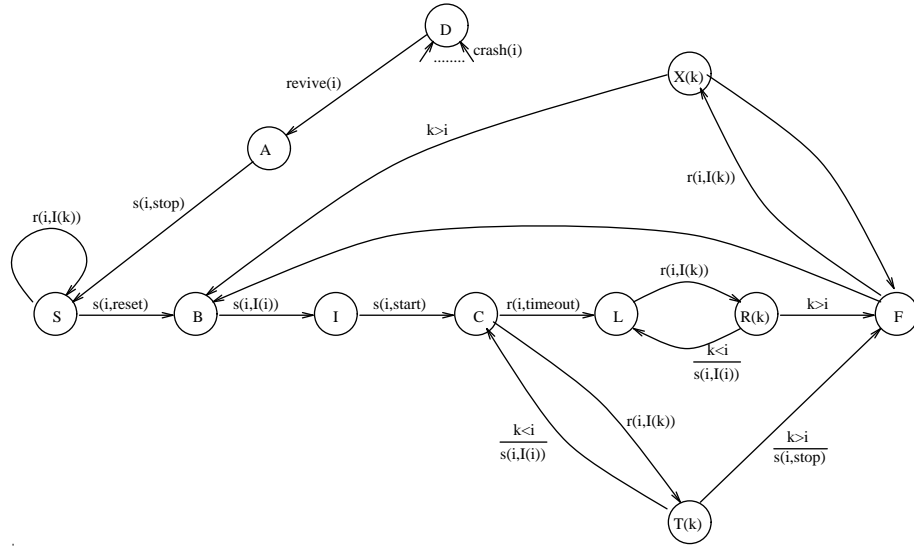 D
........
crash(i)
revive(i)
X(k)
k>i
A
s(i,stop)
r(i,I(k))
r(i,I(k))
r(i,I(k))
S
s(i,reset)
B
s(i,I(i))
I
s(i,start)
C
r(i,timeout)
L
R(k)
k>i
F
k<i
s(i,I(i))
r(i,I(k))
k<i
s(i,I(i))
k>i
s(i,stop)
T(k)
.